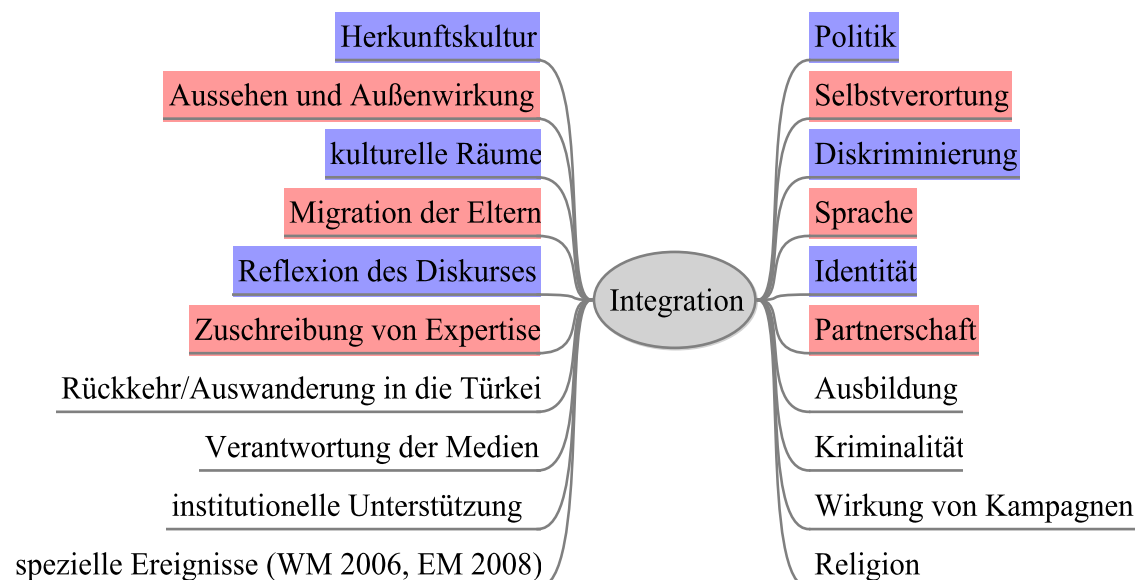 Herkunftskultur
Aussehen und Außenwirkung
kulturelle Räume
Migration der Eltern
Reflexion des Diskurses
Zuschreibung von Expertise
Rückkehr/Auswanderung in die Türkei
Verantwortung der Medien
institutionelle Unterstützung
spezielle Ereignisse (WM 2006, EM 2008)
Integration
Politik
Selbstverortung
Diskriminierung
Sprache
Identität
Partnerschaft
Ausbildung
Kriminalität
Wirkung von Kampagnen
Religion